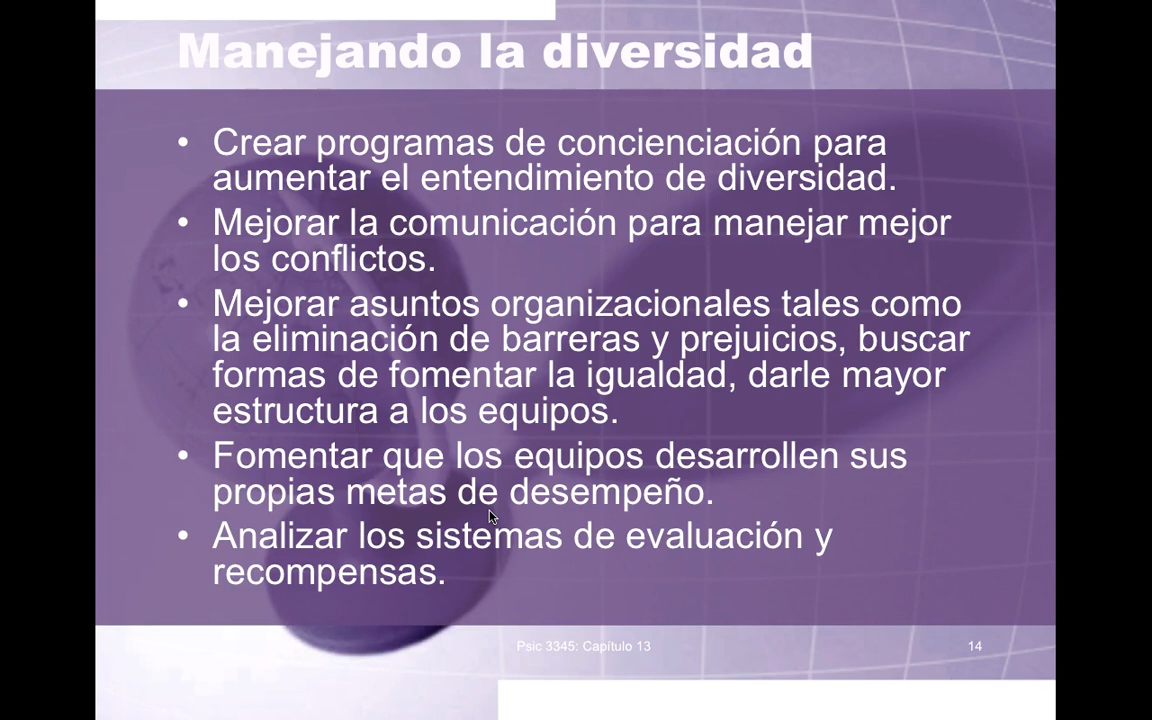 Manejando la diversidad
• Crear programas de concienciación para
aumentar el entendimiento de diversidad.
• Mejorar la comunicación para manejar mejor
los conflictos.
• Mejorar asuntos organizacionales tales como
la eliminación de barreras y prejuicios, buscar
formas de fomentar la igualdad, darle mayor
estructura a los equipos.
• Fomentar que los equipos desarrollen sus
propias metas de desempeño.
• Analizar los sistemas de evaluación y
recompensas.
Psic 3345: Capítulo 13
14